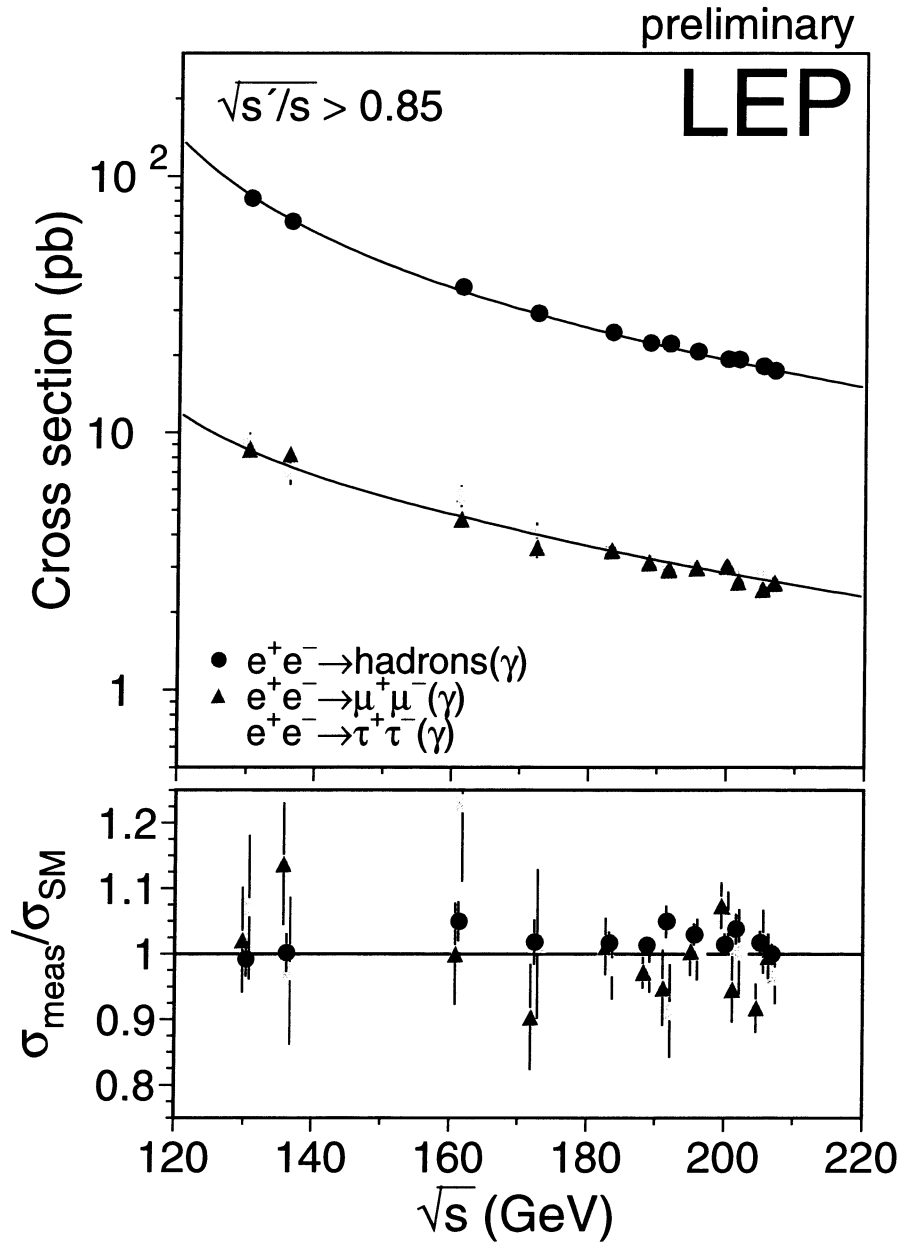 preliminary
√s´/s > 0.85
LEP
Cross section (pb)
10²
10
1
e⁺e⁻→hadrons(γ)
e⁺e⁻→μ⁺μ⁻(γ)
e⁺e⁻→τ⁺τ⁻(γ)
σmeas/σSM
1.2
1.1
1
0.9
0.8
120 140 160 180 200 220
√s (GeV)